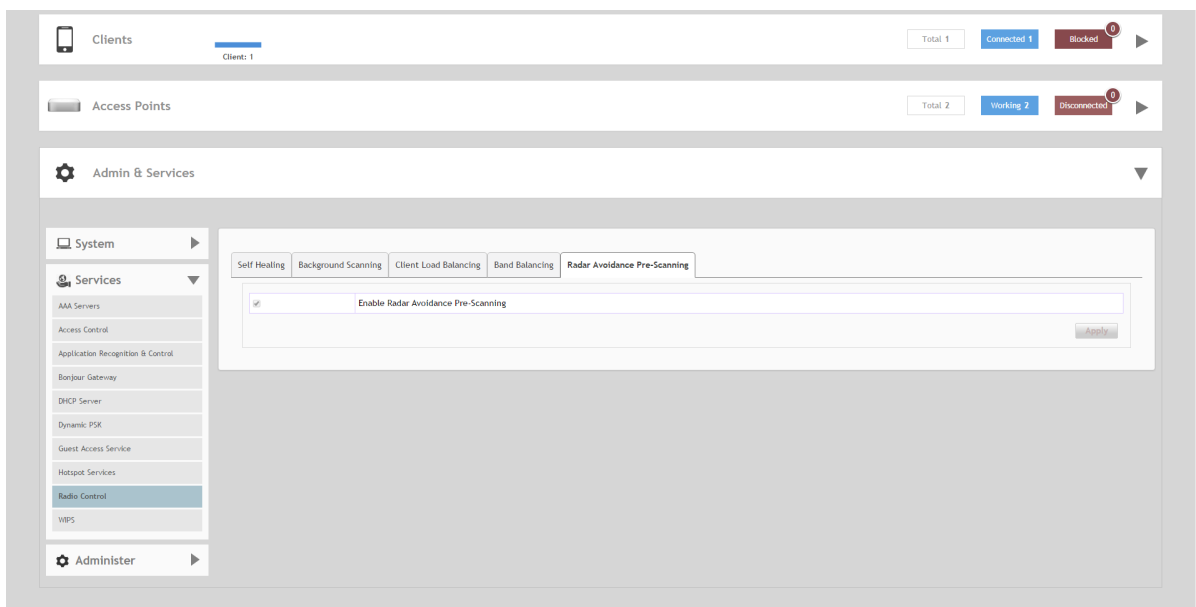 Clients
Client: 1
Total 1
Connected 1
Blocked
0
Access Points
Total 2
Working 2
Disconnected
0
Admin & Services
System
Services
AAA Servers
Access Control
Application Recognition & Control
Bonjour Gateway
DHCP Server
Dynamic PSK
Guest Access Service
Hotspot Services
Radio Control
WIPS
Administer
Self Healing
Background Scanning
Client Load Balancing
Band Balancing
Radar Avoidance Pre-Scanning
Enable Radar Avoidance Pre-Scanning
Apply